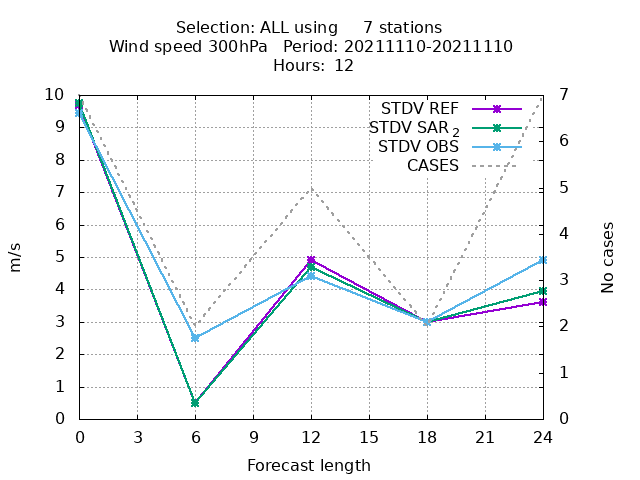 Selection: ALL using     7 stations
Wind speed 300hPa   Period: 20211110-20211110
Hours:  12
STDV REF
STDV SAR2
STDV OBS
CASES
10
9
8
7
6
5
4
3
2
1
0
m/s
7
6
5
4
3
2
1
0
No cases
0 3 6 9 12 15 18 21 24
Forecast length